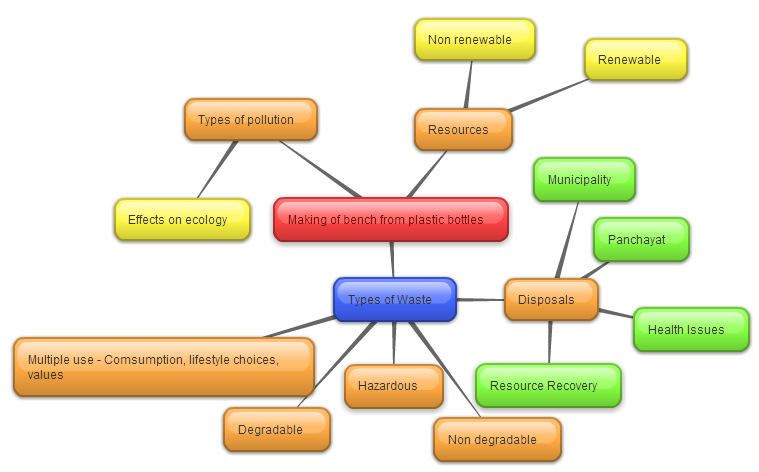 Non renewable
Renewable
Types of pollution
Resources
Municipality
Effects on ecology
Making of bench from plastic bottles
Panchayat
Types of Waste
Disposals
Health Issues
Multiple use - Comsumption, lifestyle choices,
values
Hazardous
Resource Recovery
Degradable
Non degradable